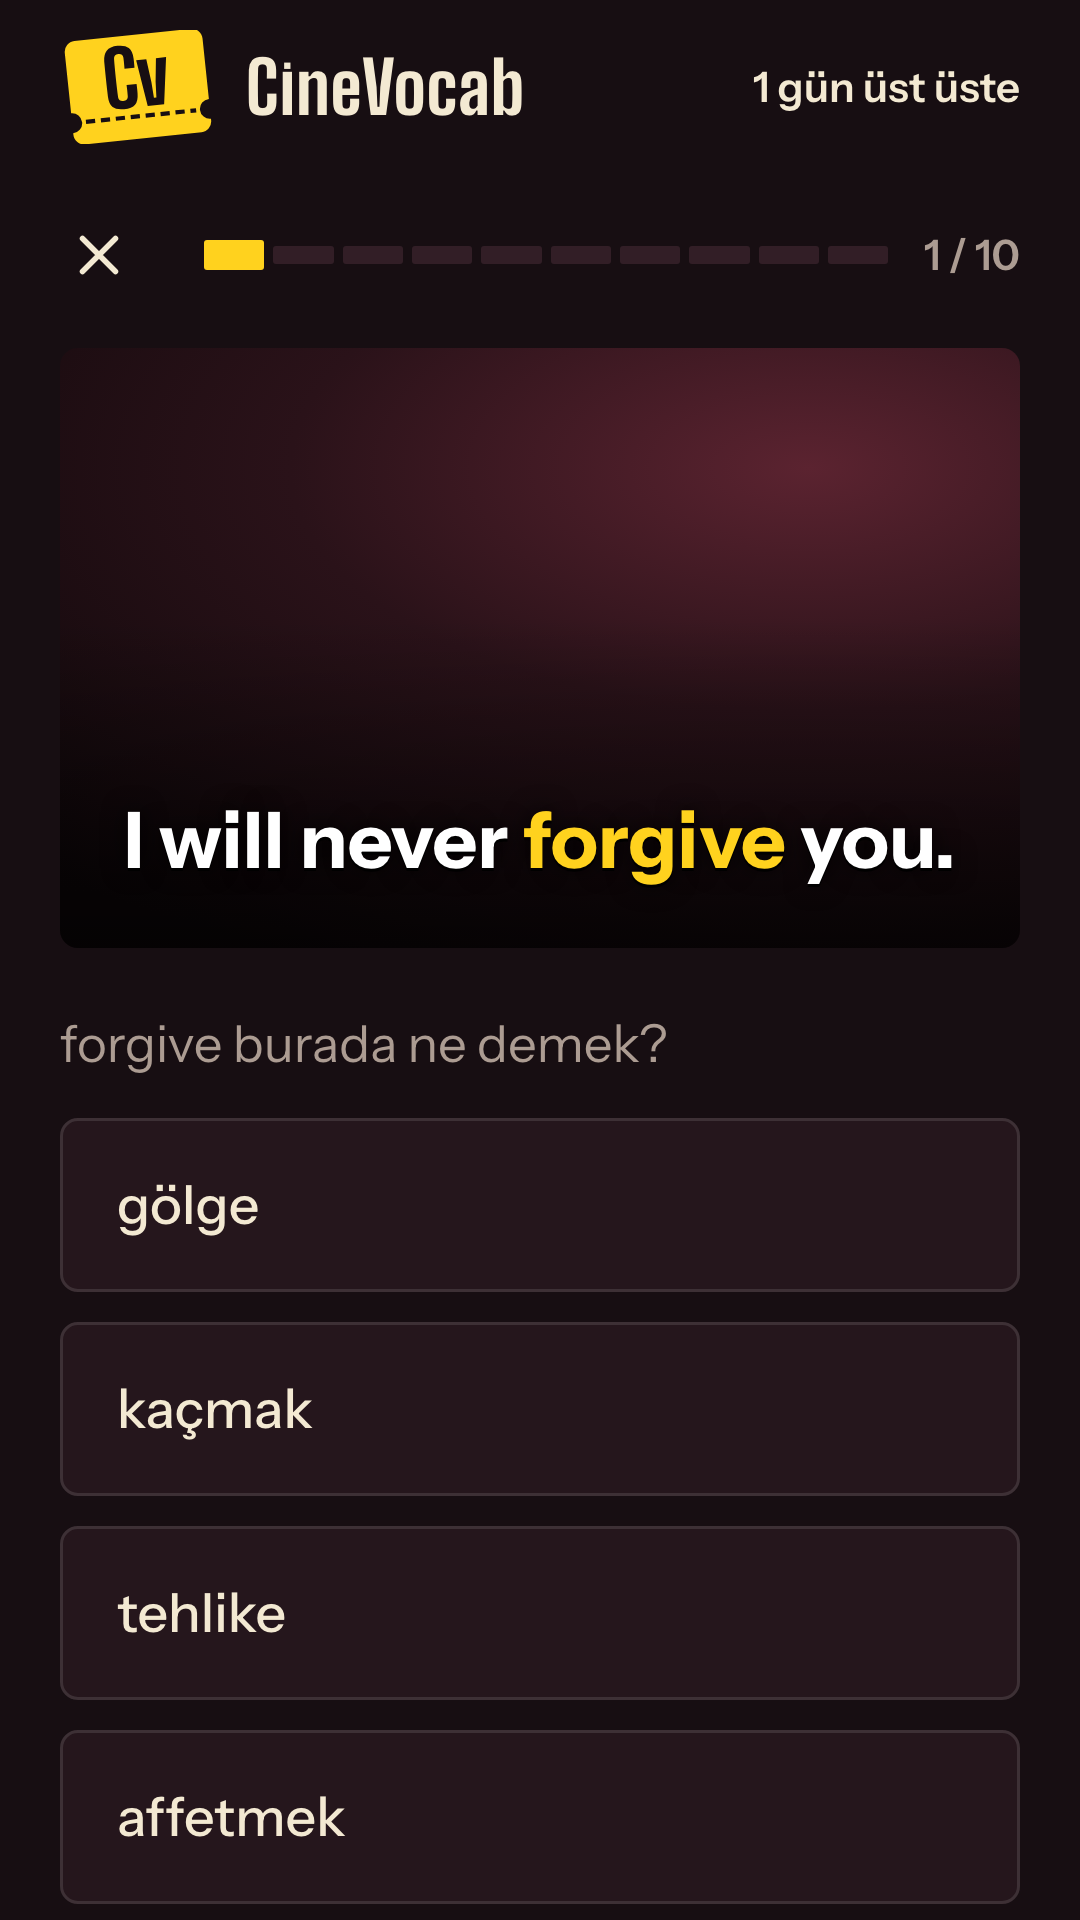 Cv CineVocab 1 gün üst üste
1 / 10
I will never forgive you.
forgive burada ne demek?
gölge
kaçmak
tehlike
affetmek